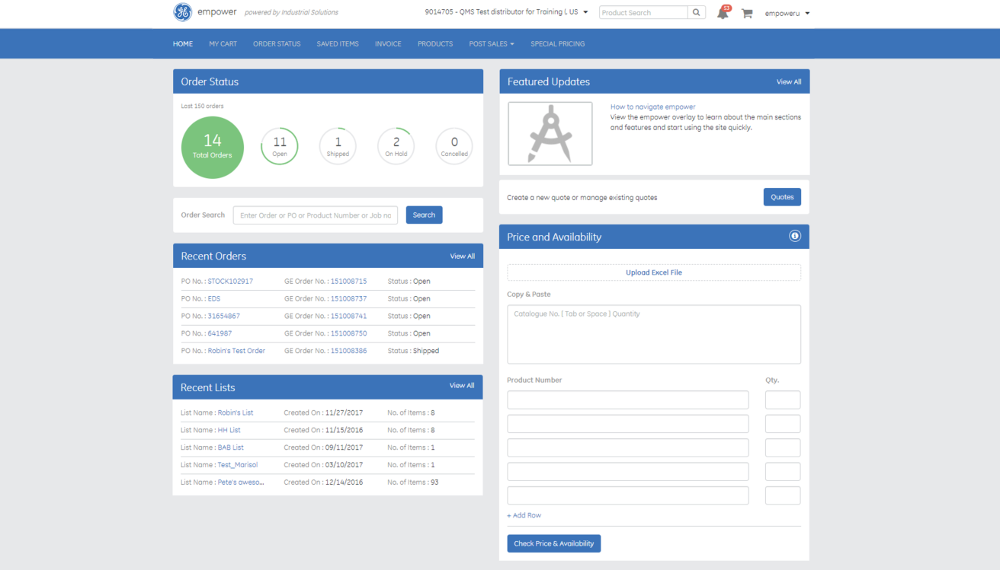 empower powered by Industrial Solutions
9014705 - QMS Test distributor for Training (, US
Product Search
53
empoweru
HOME MY CART ORDER STATUS SAVED ITEMS INVOICE PRODUCTS POST SALES SPECIAL PRICING
Order Status
Last 150 orders
14
Total Orders
11
Open
1
Shipped
2
On Hold
0
Cancelled
Order Search
Enter Order or PO or Product Number or Job no
Search
Recent Orders
View All
PO No. : STOCK102917 GE Order No. : 151008715 Status : Open
PO No. : EDS GE Order No. : 151008737 Status : Open
PO No. : 31654867 GE Order No. : 151008741 Status : Open
PO No. : 641987 GE Order No. : 151008750 Status : Open
PO No. : Robin's Test Order GE Order No. : 151008386 Status : Shipped
Recent Lists
View All
List Name : Robin's List Created On : 11/27/2017 No. of Items : 8
List Name : HH List Created On : 11/15/2016 No. of Items : 8
List Name : BAB List Created On : 09/11/2017 No. of Items : 1
List Name : Test_Marisol Created On : 03/10/2017 No. of Items : 1
List Name : Pete's aweso... Created On : 12/14/2016 No. of Items : 93
Featured Updates
View All
How to navigate empower
View the empower overlay to learn about the main sections
and features and start using the site quickly.
Create a new quote or manage existing quotes
Quotes
Price and Availability
Upload Excel File
Copy & Paste
Catalogue No. [ Tab or Space ] Quantity
Product Number Qty.
+ Add Row
Check Price & Availability